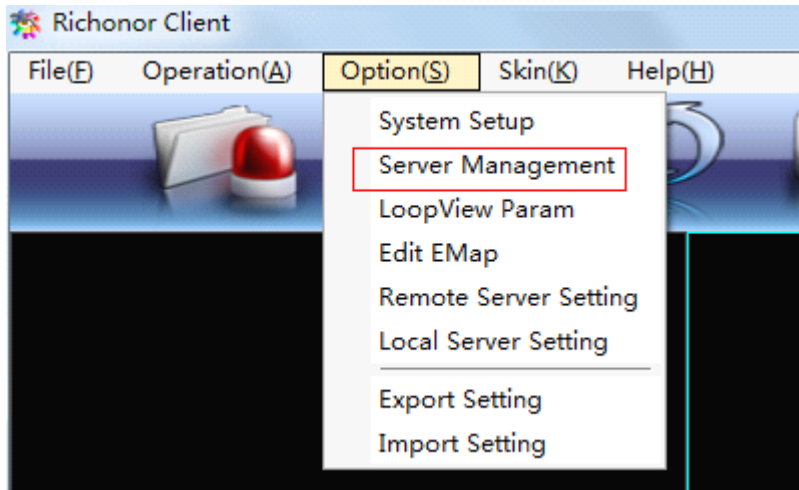 Richonor Client
File(F) Operation(A) Option(S) Skin(K) Help(H)
System Setup
Server Management
LoopView Param
Edit EMap
Remote Server Setting
Local Server Setting
Export Setting
Import Setting